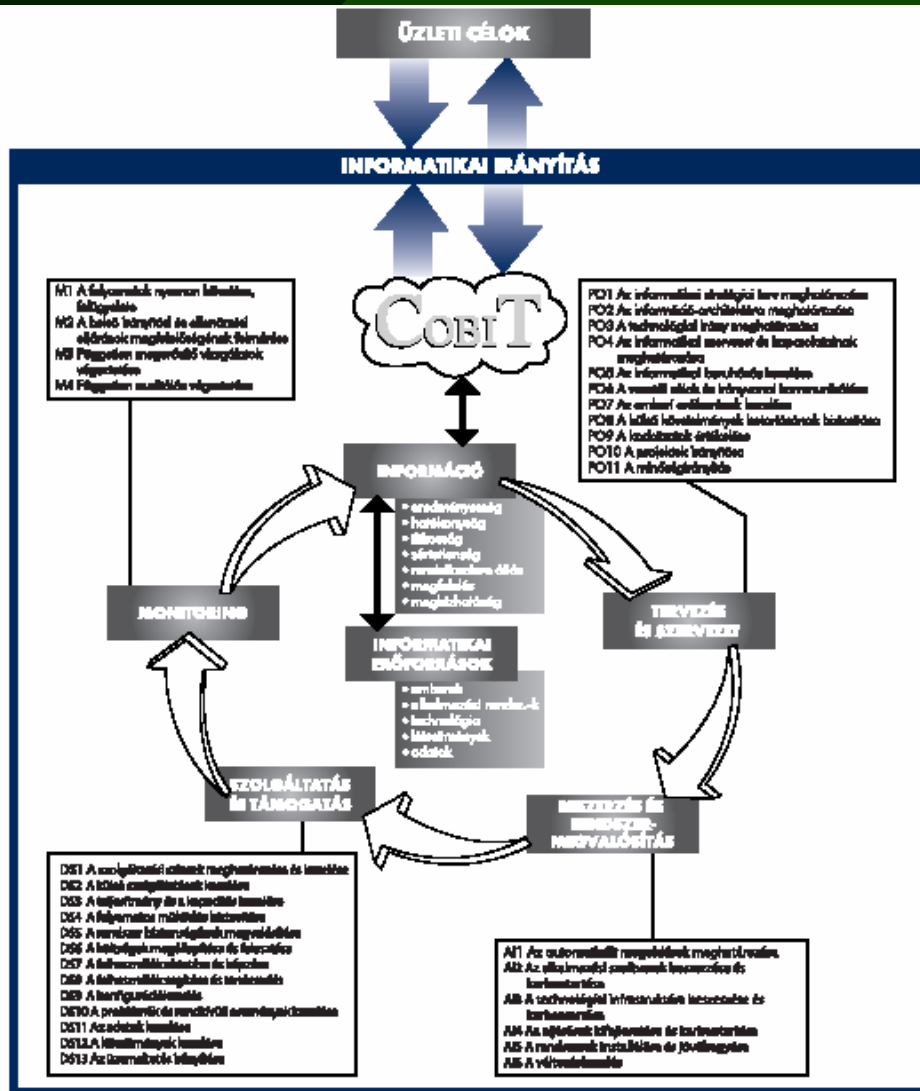 ÜZLETI CÉLOK
INFORMATIKAI IRÁNYÍTÁS
COBIT
M1 A folyamatok nyomon követése,
felügyelete
M2 A belső irányítási és ellenőrzési
eljárások megfelelőségének felmérése
M3 Független megerősítő vizsgálatok
végeztetése
M4 Független auditálás végeztetése
PO1 Az informatikai stratégiai terv meghatározása
PO2 Az információ-architektúra meghatározása
PO3 A technológiai irány meghatározása
PO4 Az informatikai szervezet és kapcsolatainak
meghatározása
PO5 Az informatikai beruházás kezelése
PO6 A vezetői célok és irányvonal kommunikálása
PO7 Az emberi erőforrások kezelése
PO8 A külső követelmények betartásának biztosítása
PO9 A kockázatok értékelése
PO10 A projektek irányítása
PO11 A minőségirányítás
INFORMÁCIÓ
• eredményesség
• hatékonyság
• titkosság
• sértetlenség
• rendelkezésre állás
• megfelelés
• megbízhatóság
MONITORING
TERVEZÉS
ÉS SZERVEZET
INFORMATIKAI
ERŐFORRÁSOK
• emberek
• alkalmazási rendsz.-k
• technológia
• létesítmények
• adatok
SZOLGÁLTATÁS
ÉS TÁMOGATÁS
BESZERZÉS ÉS
RENDSZER-
MEGVALÓSÍTÁS
DS1 A szolgáltatási szintek meghatározása és kezelése
DS2 A külső szolgáltatások kezelése
DS3 A teljesítmény és a kapacitás kezelése
DS4 A folyamatos működés biztosítása
DS5 A rendszer biztonságának megvalósítása
DS6 A költségek megállapítása és felosztása
DS7 A felhasználók oktatása és képzése
DS8 A felhasználók segítése és
DS9 A konfigurációkezelés
DS10 A problémák és rendkívüli események kezelése
DS11 Az adatok kezelése
DS12 A létesítmények kezelése
DS13 Az üzemeltetés irányítása
AI1 Az automatizált megoldások meghatározása
AI2 Az alkalmazási szoftverek beszerzése és
karbantartása
AI3 A technológiai infrastruktúra beszerzése és
karbantartása
AI4 Az eljárások kifejlesztése és karbantartása
AI5 A rendszerek installálása és jóváhagyása
AI6 A változáskezelés